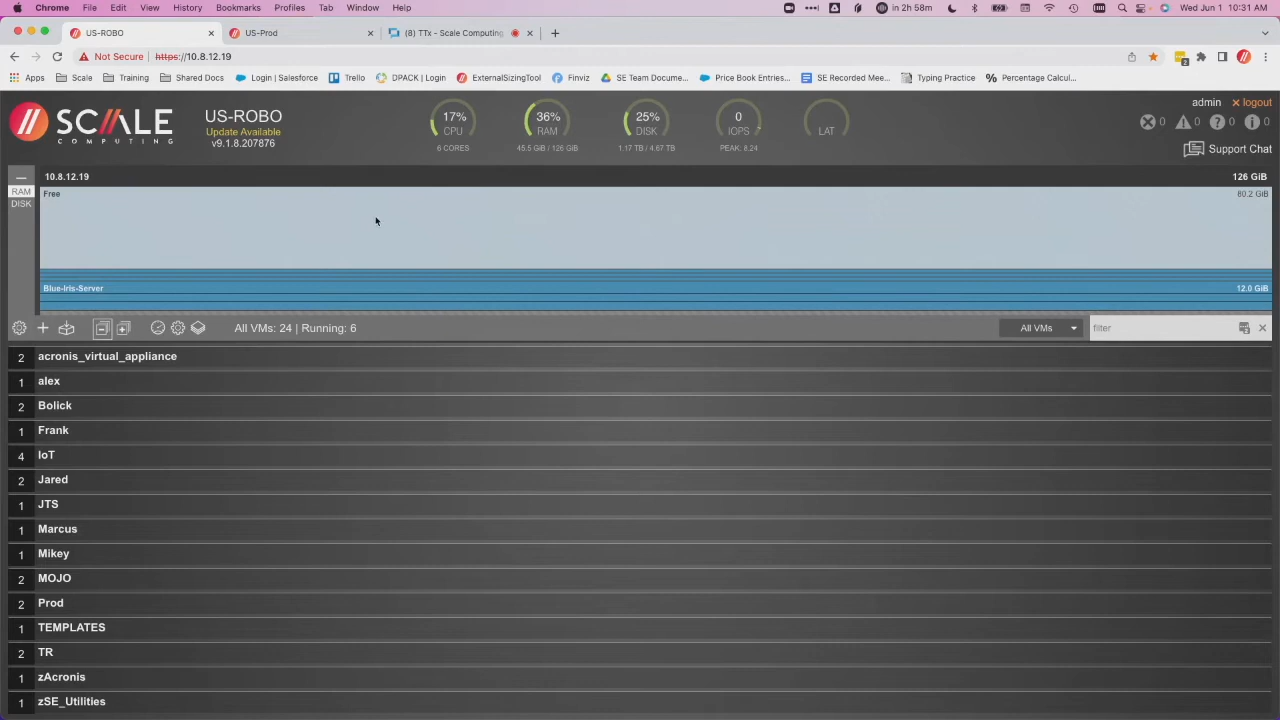 Chrome File Edit View History Bookmarks Profiles Tab Window Help in 2h 58m Wed Jun 1 10:31 AM
US-ROBO US-Prod (8) TTx - Scale Computing
Not Secure https://10.8.12.19
Apps Scale Training Shared Docs Login | Salesforce Trello DPACK | Login ExternalSizingTool Finviz SE Team Docume... Price Book Entries... SE Recorded Mee... Typing Practice Percentage Calcul...
SCALE COMPUTING
US-ROBO
Update Available
v9.1.8.207876
17% CPU
6 CORES
36% RAM
45.5 GiB / 126 GiB
25% DISK
1.17 TB / 4.67 TB
0 IOPS
PEAK: 8.24
LAT
admin logout
0 0 0 0
Support Chat
RAM
DISK
10.8.12.19 126 GiB
Free 80.2 GiB
Blue-Iris-Server 12.0 GiB
All VMs: 24 | Running: 6 All VMs filter
2 acronis_virtual_appliance
1 alex
2 Bolick
1 Frank
4 IoT
2 Jared
1 JTS
1 Marcus
1 Mikey
2 MOJO
2 Prod
1 TEMPLATES
2 TR
1 zAcronis
1 zSE_Utilities